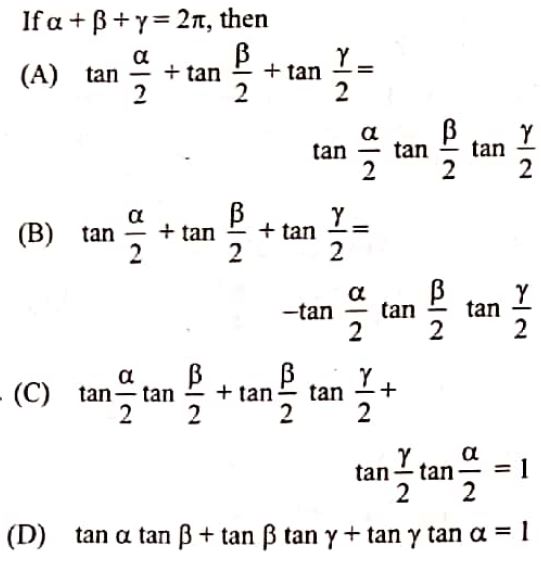 If α + β + γ = 2π, then
(A) tan α/2 + tan β/2 + tan γ/2 =
tan α/2 tan β/2 tan γ/2
(B) tan α/2 + tan β/2 + tan γ/2 =
–tan α/2 tan β/2 tan γ/2
(C) tan α/2 tan β/2 + tan β/2 tan γ/2 +
tan γ/2 tan α/2 = 1
(D) tan α tan β + tan β tan γ + tan γ tan α = 1